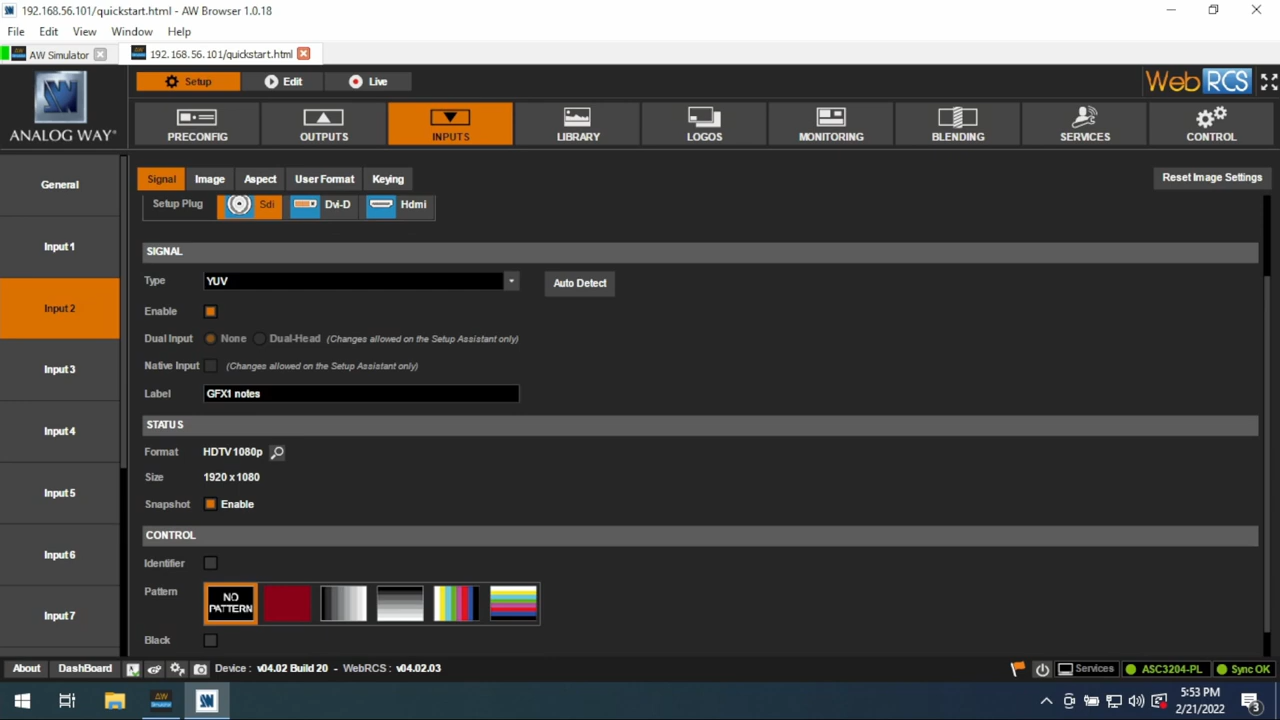 192.168.56.101/quickstart.html - AW Browser 1.0.18
File Edit View Window Help
AW Simulator 192.168.56.101/quickstart.html
ANALOG WAY®
Setup Edit Live
Web RCS
PRECONFIG OUTPUTS INPUTS LIBRARY LOGOS MONITORING BLENDING SERVICES CONTROL
General
Input 1
Input 2
Input 3
Input 4
Input 5
Input 6
Input 7
Signal Image Aspect User Format Keying Reset Image Settings
Setup Plug Sdi Dvi-D Hdmi
SIGNAL
Type YUV Auto Detect
Enable
Dual Input None Dual-Head (Changes allowed on the Setup Assistant only)
Native Input (Changes allowed on the Setup Assistant only)
Label GFX1 notes
STATUS
Format HDTV 1080p
Size 1920 x 1080
Snapshot Enable
CONTROL
Identifier
Pattern NO PATTERN
Black
About DashBoard Device : v04.02 Build 20 - WebRCS : v04.02.03 Services ASC3204-PL Sync OK
AW
5:53 PM
2/21/2022
3